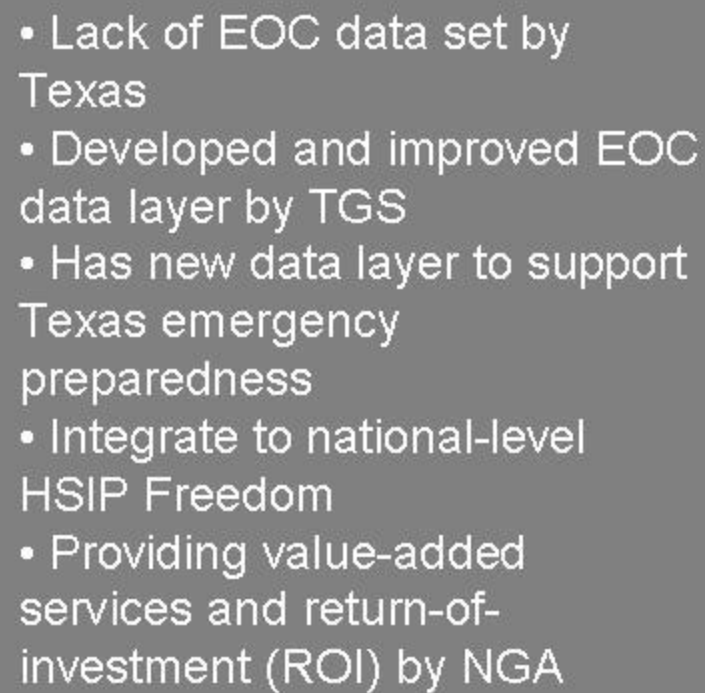 • Lack of EOC data set by
Texas
• Developed and improved EOC
data layer by TGS
• Has new data layer to support
Texas emergency
preparedness
• Integrate to national-level
HSIP Freedom
• Providing value-added
services and return-of-
investment (ROI) by NGA